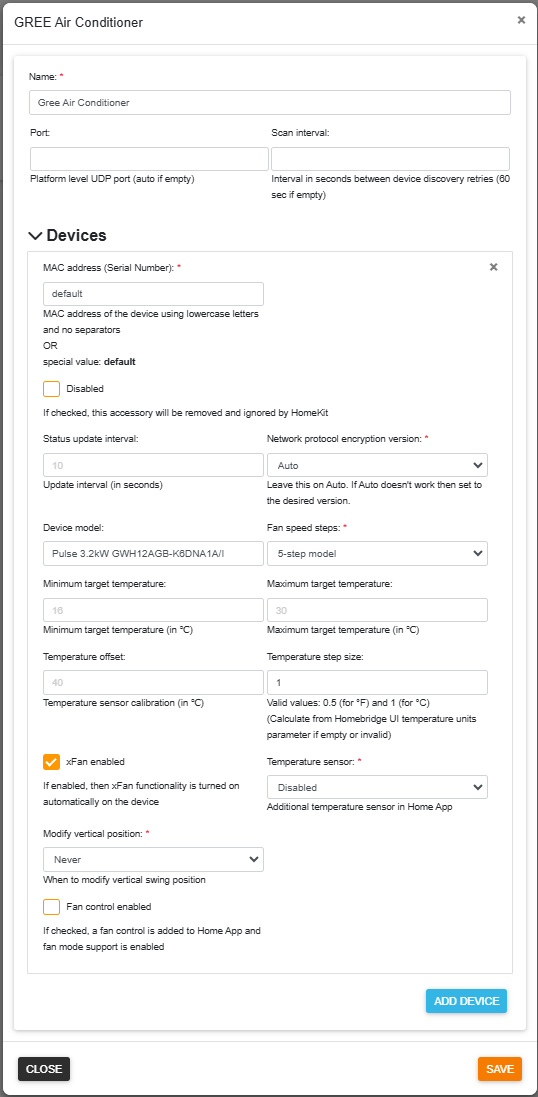 GREE Air Conditioner
×
Name: *
Gree Air Conditioner
Port:
Scan interval:
Platform level UDP port (auto if empty)
Interval in seconds between device discovery retries (60
sec if empty)
Devices
MAC address (Serial Number): *
×
default
MAC address of the device using lowercase letters
and no separators
OR
special value: default
Disabled
If checked, this accessory will be removed and ignored by HomeKit
Status update interval:
Network protocol encryption version: *
10
Auto
Update interval (in seconds)
Leave this on Auto. If Auto doesn't work then set to
the desired version.
Device model:
Fan speed steps: *
Pulse 3.2kW GWH12AGB-K6DNA1A/I
5-step model
Minimum target temperature:
Maximum target temperature:
16
30
Minimum target temperature (in °C)
Maximum target temperature (in °C)
Temperature offset:
Temperature step size:
40
1
Temperature sensor calibration (in °C)
Valid values: 0.5 (for °F) and 1 (for °C)
(Calculate from Homebridge UI temperature units
parameter if empty or invalid)
xFan enabled
Temperature sensor: *
If enabled, then xFan functionality is turned on
automatically on the device
Disabled
Additional temperature sensor in Home App
Modify vertical position: *
Never
When to modify vertical swing position
Fan control enabled
If checked, a fan control is added to Home App and
fan mode support is enabled
ADD DEVICE
CLOSE
SAVE